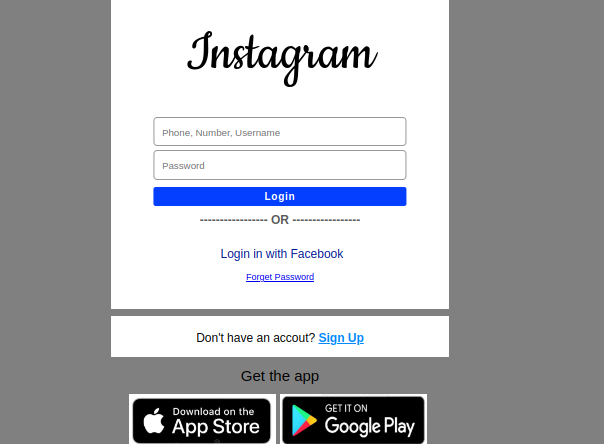 Instagram
Phone, Number, Username
Password
Login
----------------- OR -----------------
Login in with Facebook
Forget Password
Don't have an accout? Sign Up
Get the app
Download on the
App Store
GET IT ON
Google Play